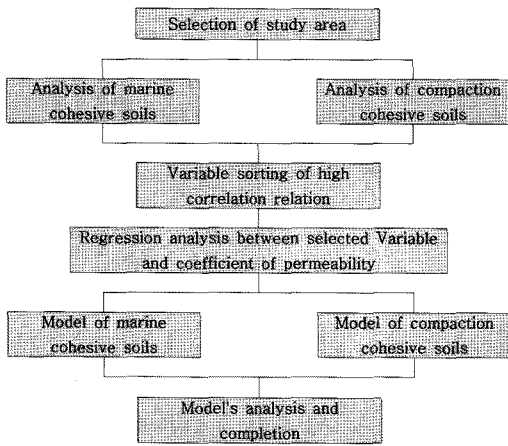 Selection of study area
Analysis of marine
cohesive soils
Analysis of compaction
cohesive soils
Variable sorting of high
correlation relation
Regression analysis between selected Variable
and coefficient of permeability
Model of marine
cohesive soils
Model of compaction
cohesive soils
Model's analysis and
completion